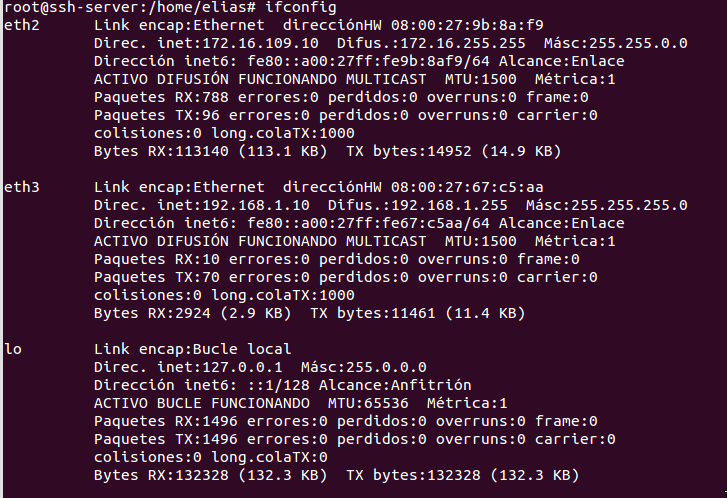 root@ssh-server:/home/elias# ifconfig
eth2      Link encap:Ethernet  direcciónHW 08:00:27:9b:8a:f9
          Direc. inet:172.16.109.10  Difus.:172.16.255.255  Másc:255.255.0.0
          Dirección inet6: fe80::a00:27ff:fe9b:8af9/64 Alcance:Enlace
          ACTIVO DIFUSIÓN FUNCIONANDO MULTICAST  MTU:1500  Métrica:1
          Paquetes RX:788 errores:0 perdidos:0 overruns:0 frame:0
          Paquetes TX:96 errores:0 perdidos:0 overruns:0 carrier:0
          colisiones:0 long.colaTX:1000
          Bytes RX:113140 (113.1 KB)  TX bytes:14952 (14.9 KB)
eth3      Link encap:Ethernet  direcciónHW 08:00:27:67:c5:aa
          Direc. inet:192.168.1.10  Difus.:192.168.1.255  Másc:255.255.255.0
          Dirección inet6: fe80::a00:27ff:fe67:c5aa/64 Alcance:Enlace
          ACTIVO DIFUSIÓN FUNCIONANDO MULTICAST  MTU:1500  Métrica:1
          Paquetes RX:10 errores:0 perdidos:0 overruns:0 frame:0
          Paquetes TX:70 errores:0 perdidos:0 overruns:0 carrier:0
          colisiones:0 long.colaTX:1000
          Bytes RX:2924 (2.9 KB)  TX bytes:11461 (11.4 KB)
lo        Link encap:Bucle local
          Direc. inet:127.0.0.1  Másc:255.0.0.0
          Dirección inet6: ::1/128 Alcance:Anfitrión
          ACTIVO BUCLE FUNCIONANDO  MTU:65536  Métrica:1
          Paquetes RX:1496 errores:0 perdidos:0 overruns:0 frame:0
          Paquetes TX:1496 errores:0 perdidos:0 overruns:0 carrier:0
          colisiones:0 long.colaTX:0
          Bytes RX:132328 (132.3 KB)  TX bytes:132328 (132.3 KB)